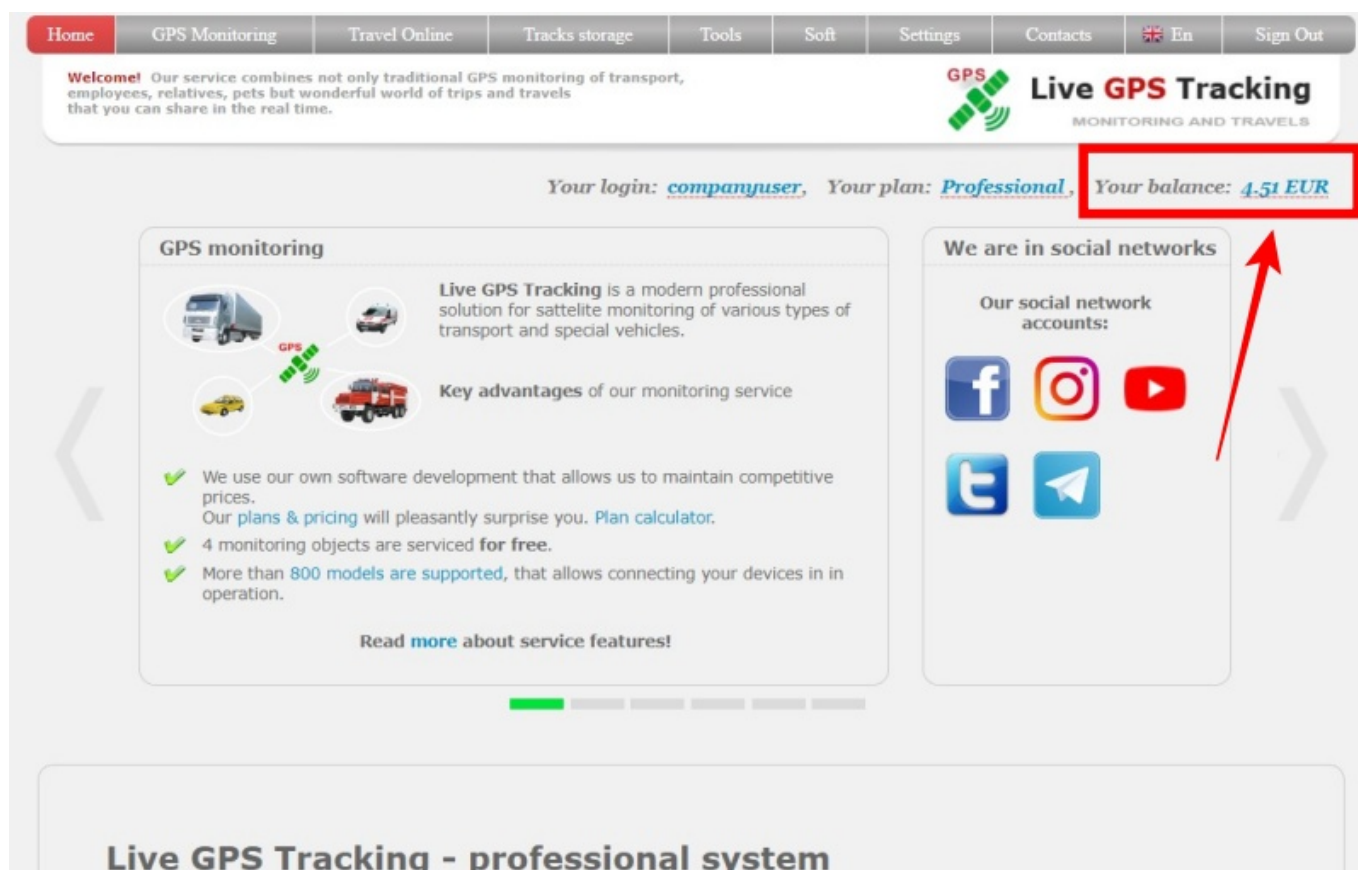 Home GPS Monitoring Travel Online Tracks storage Tools Soft Settings Contacts En Sign Out
Welcome! Our service combines not only traditional GPS monitoring of transport,
employees, relatives, pets but wonderful world of trips and travels
that you can share in the real time.
GPS
Live GPS Tracking
MONITORING AND TRAVELS
Your login: companyuser, Your plan: Professional, Your balance: 4.51 EUR
GPS monitoring
GPS
Live GPS Tracking is a modern professional
solution for sattelite monitoring of various types of
transport and special vehicles.
Key advantages of our monitoring service
We use our own software development that allows us to maintain competitive
prices.
Our plans & pricing will pleasantly surprise you. Plan calculator.
4 monitoring objects are serviced for free.
More than 800 models are supported, that allows connecting your devices in in
operation.
Read more about service features!
We are in social networks
Our social network
accounts:
Live GPS Tracking - professional system